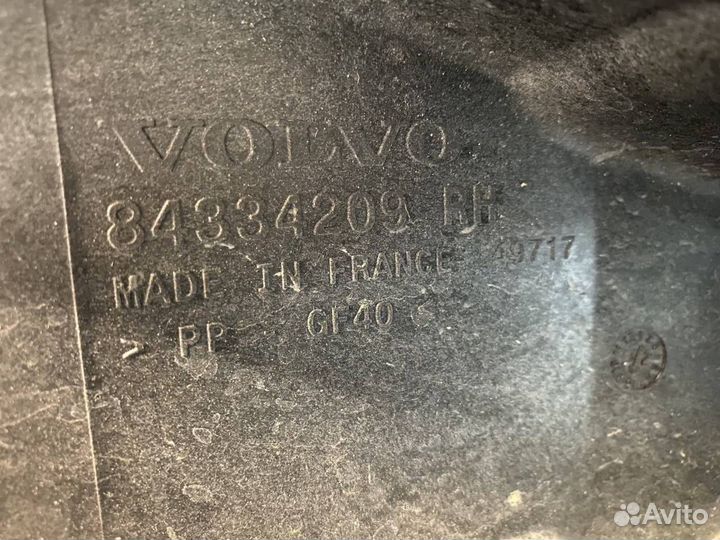 VOLVO
84334209 RH
MADE IN FRANCE 49717
> PP GF40 <
Avito